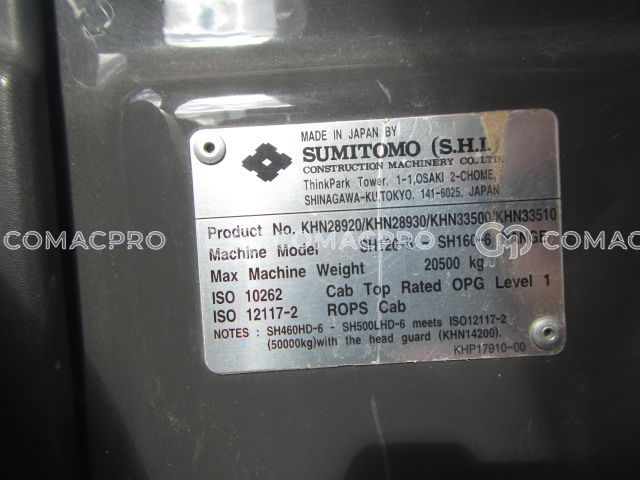 MADE IN JAPAN BY
SUMITOMO (S.H.I.)
CONSTRUCTION MACHINERY CO.,LTD.
ThinkPark Tower, 1-1,OSAKI 2-CHOME,
SHINAGAWA-KU,TOKYO, 141-6025, JAPAN
Product No. KHN28920/KHN28930/KHN33500/KHN33510
Machine Model SH160-6
Max Machine Weight 20500 kg
ISO 10262 Cab Top Rated OPG Level 1
ISO 12117-2 ROPS Cab
NOTES : SH460HD-6 - SH500LHD-6 meets ISO12117-2
(50000kg)with the head guard (KHN14200).
KHP17910-00
COMACPRO
COMACPRO
COMACPRO